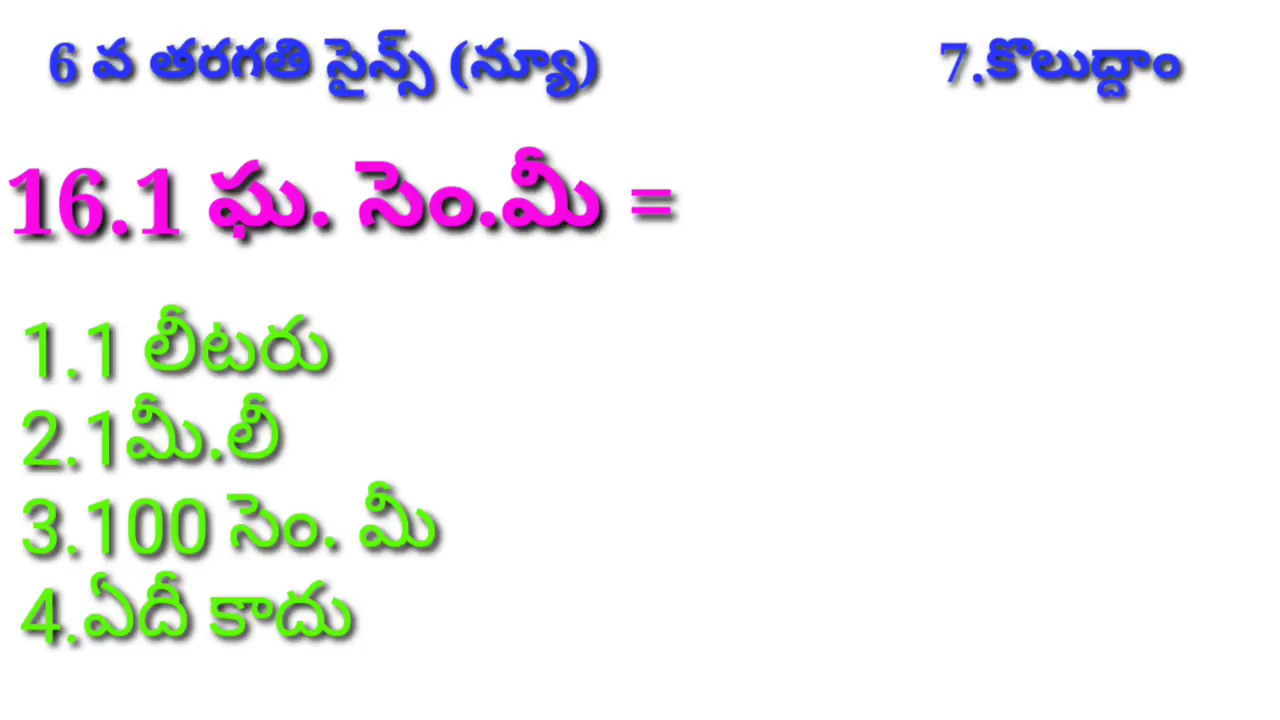 6 వ తరగతి సైన్స్ (న్యూ) 7.కొలుద్దాం
16.1 ఘ. సెం.మీ =
1.1 లీటరు
2.1మీ.లీ
3.100 సెం. మీ
4.ఏదీ కాదు